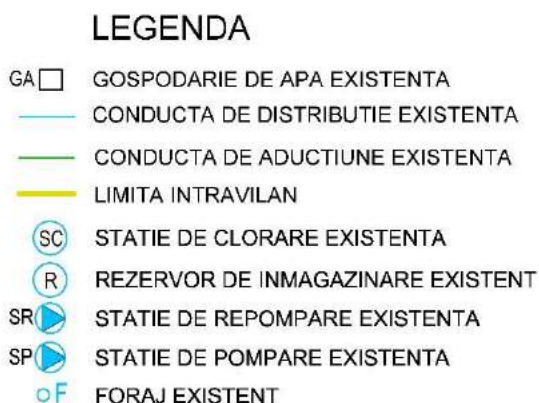 LEGENDA
GA GOSPODARIE DE APA EXISTENTA
CONDUCTA DE DISTRIBUTIE EXISTENTA
CONDUCTA DE ADUCTIUNE EXISTENTA
LIMITA INTRAVILAN
SC STATIE DE CLORARE EXISTENTA
R REZERVOR DE INMAGAZINARE EXISTENT
SR STATIE DE REPOMPARE EXISTENTA
SP STATIE DE POMPARE EXISTENTA
F FORAJ EXISTENT